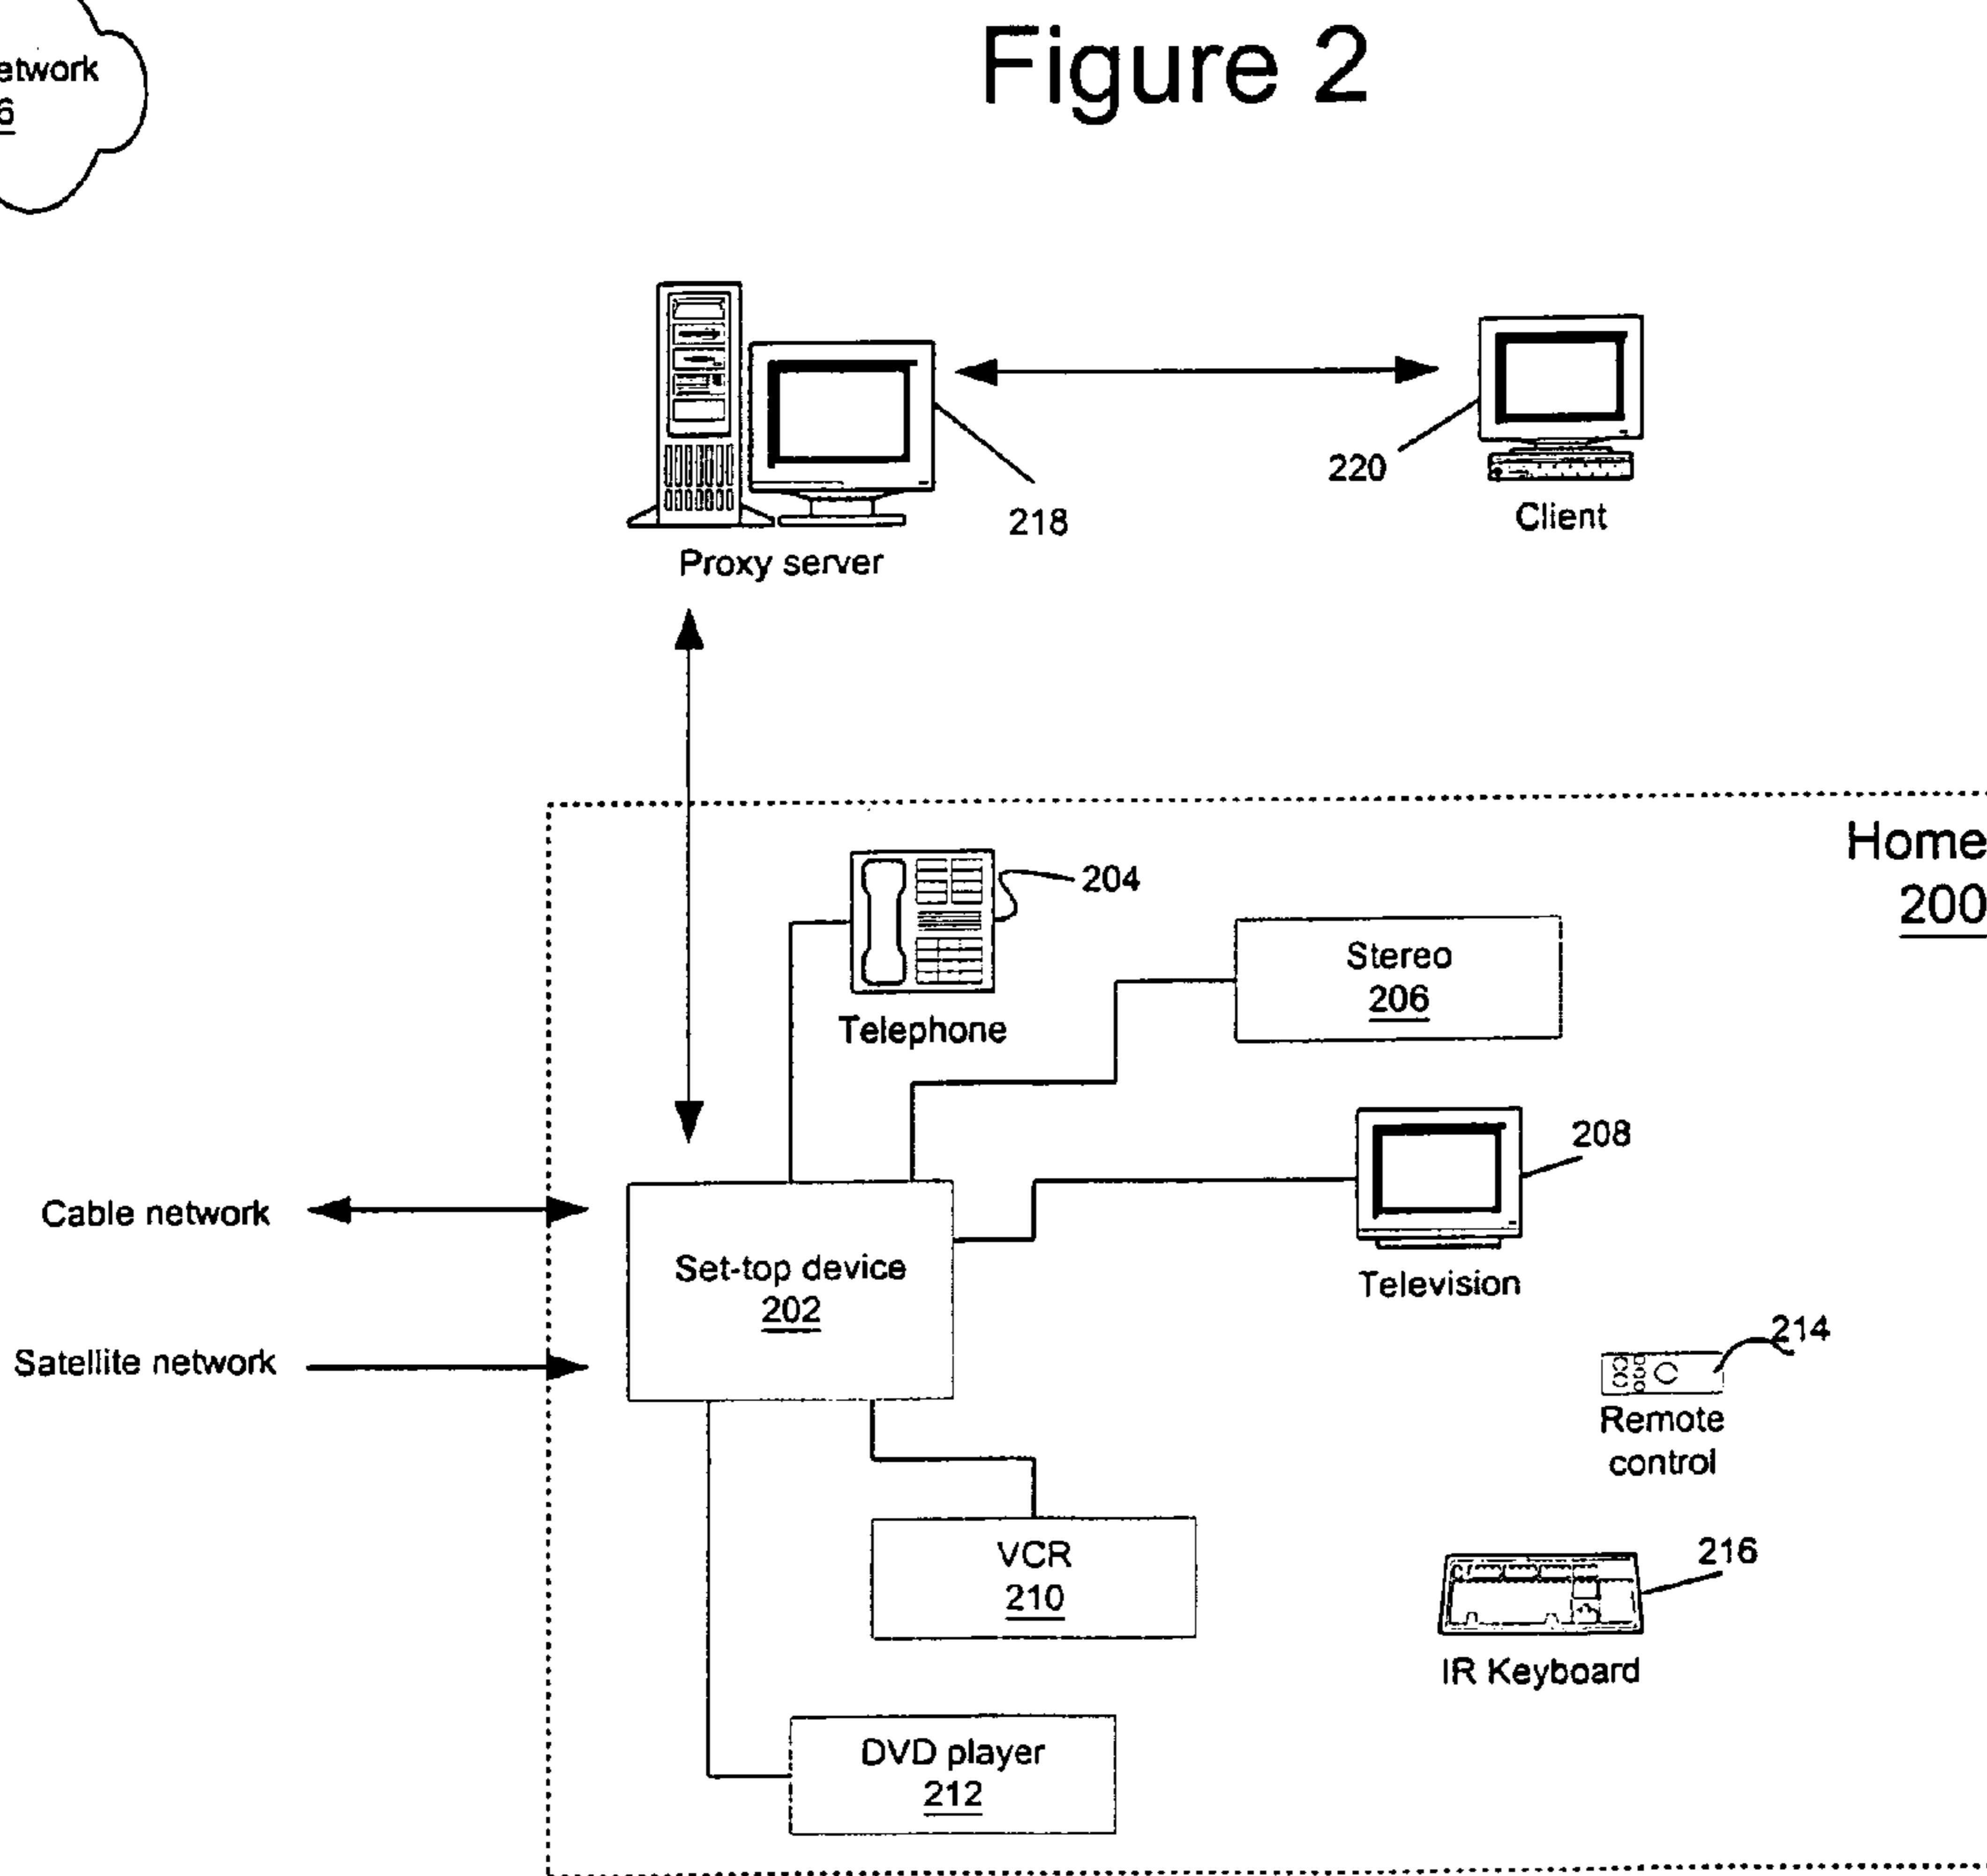 Figure 2
etwork
6
218
220
Client
Proxy server
Home
200
204
Telephone
Stereo
206
208
Television
Cable network
Set-top device
202
Satellite network
214
Remote
control
VCR
210
216
IR Keyboard
DVD player
212